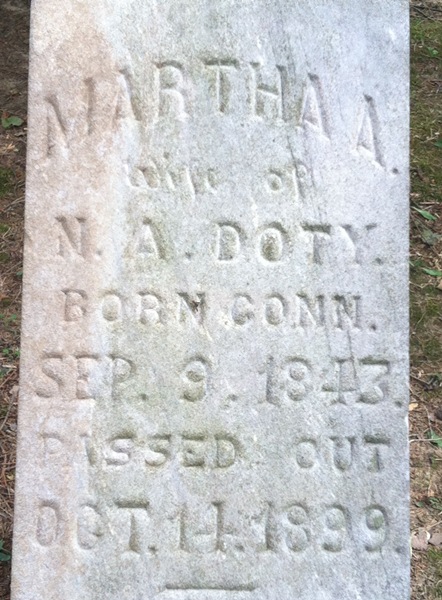 MARTHA A.
wife of
N. A. DOTY.
BORN CONN.
SEP. 9. 1843.
PASSED OUT
OCT. 14. 1899.